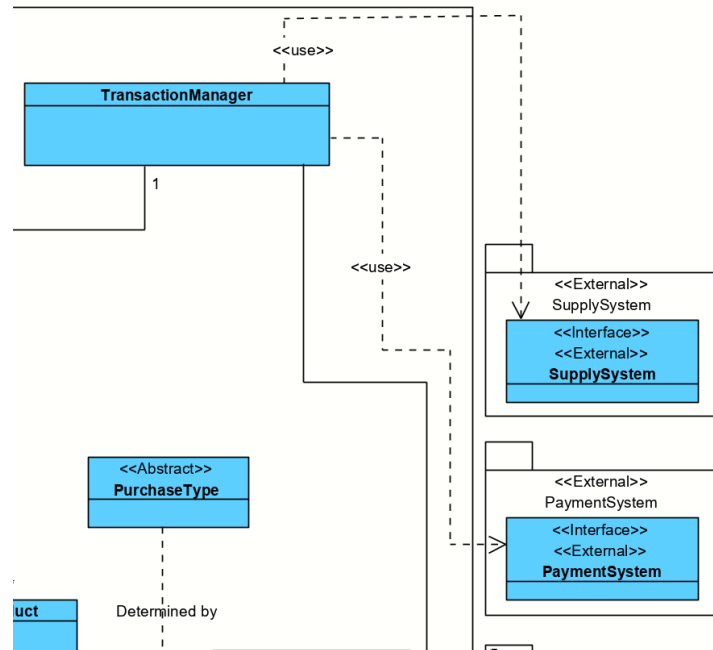 <<use>>
TransactionManager
1
<<use>>
<<External>>
SupplySystem
<<Interface>>
<<External>>
SupplySystem
<<Abstract>>
PurchaseType
<<External>>
PaymentSystem
<<Interface>>
<<External>>
PaymentSystem
uct
Determined by